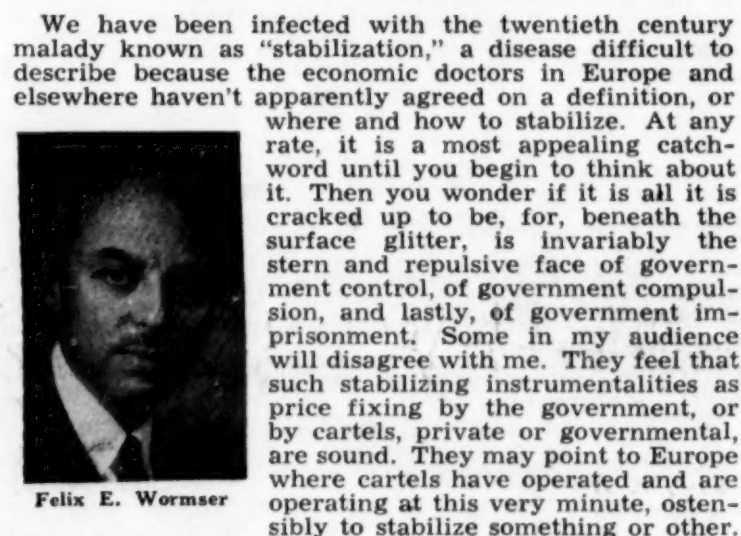 We have been infected with the twentieth century
malady known as “stabilization,” a disease difficult to
describe because the economic doctors in Europe and
elsewhere haven't apparently agreed on a definition, or
where and how to stabilize. At any
rate, it is a most appealing catch-
word until you begin to think about
it. Then you wonder if it is all it is
cracked up to be, for, beneath the
surface glitter, is invariably the
stern and repulsive face of govern-
ment control, of government compul-
sion, and lastly, of government im-
prisonment. Some in my audience
will disagree with me. They feel that
such stabilizing instrumentalities as
price fixing by the government, or
by cartels, private or governmental,
are sound. They may point to Europe
where cartels have operated and are
operating at this very minute, osten-
sibly to stabilize something or other.
Felix E. Wormser